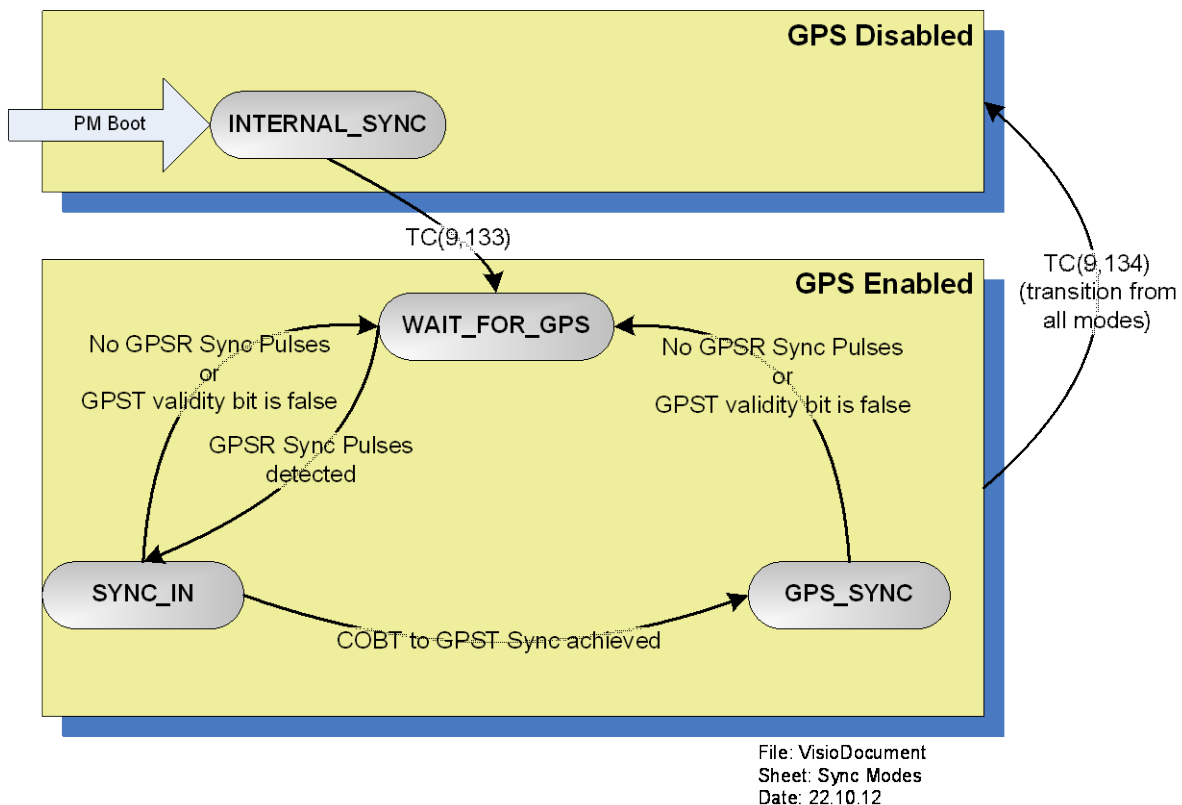 GPS Disabled
PM Boot
INTERNAL_SYNC
TC(9,133)
TC(9,134)
(transition from
all modes)
GPS Enabled
WAIT_FOR_GPS
No GPSR Sync Pulses
or
GPST validity bit is false
No GPSR Sync Pulses
or
GPST validity bit is false
GPSR Sync Pulses
detected
SYNC_IN
GPS_SYNC
COBT to GPST Sync achieved
File: VisioDocument
Sheet: Sync Modes
Date: 22.10.12